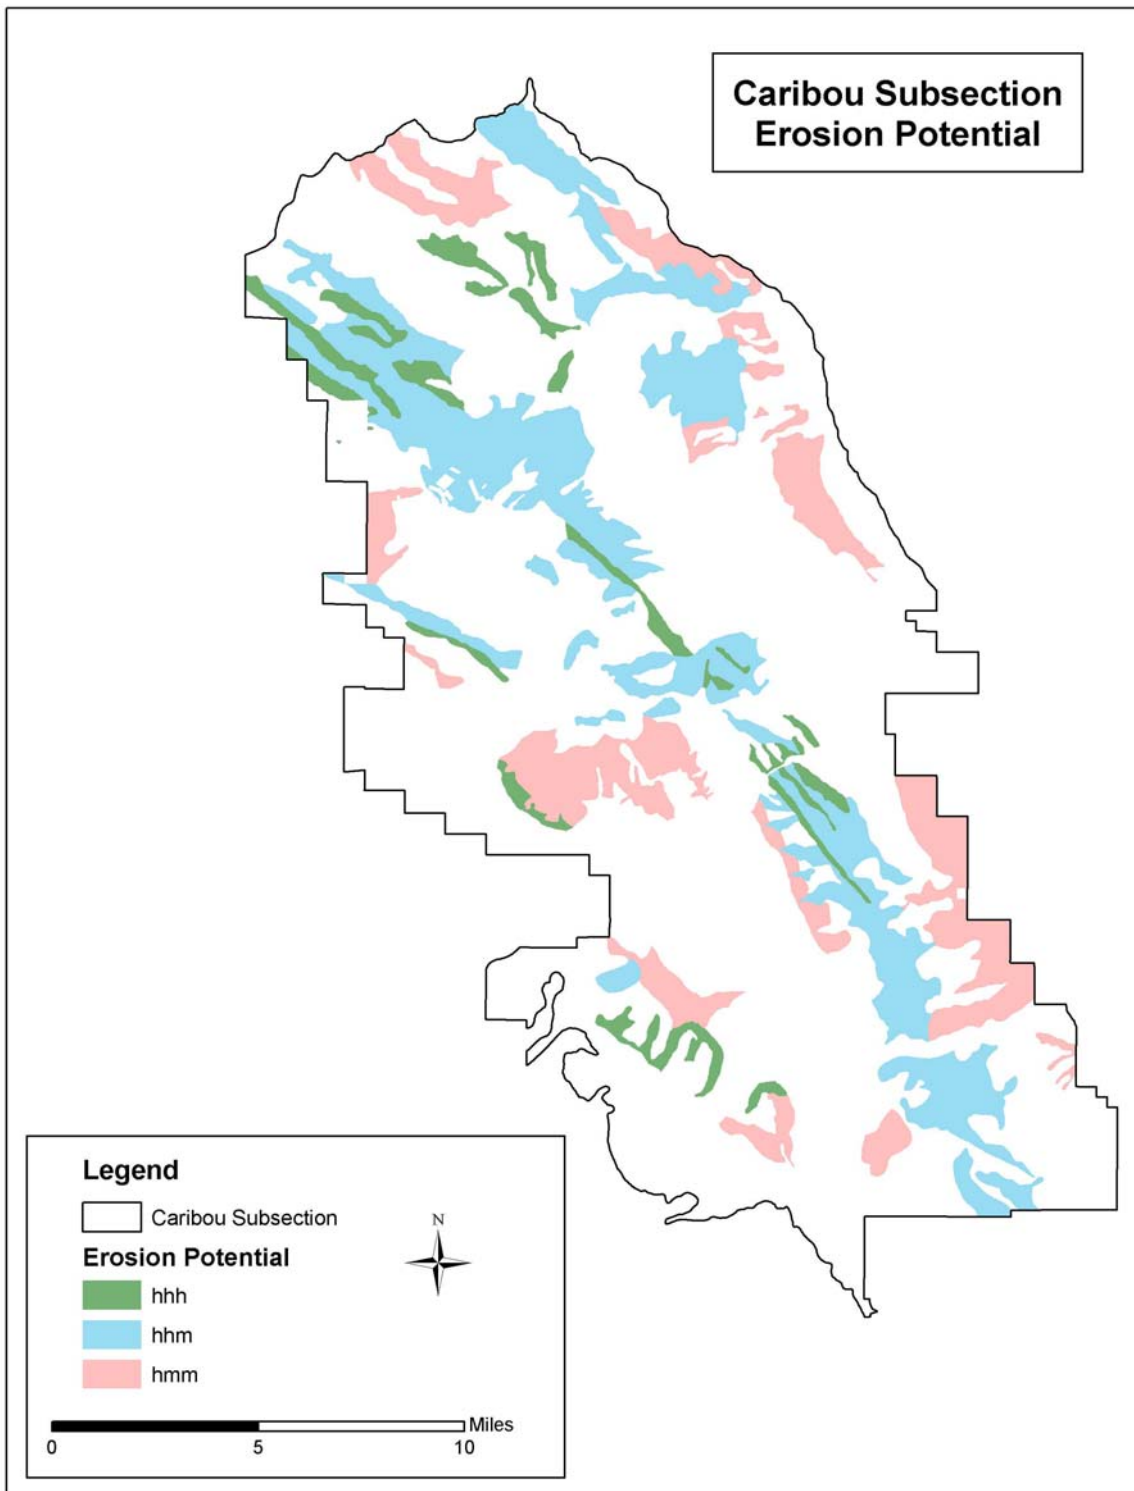 Caribou Subsection
Erosion Potential
Legend
Caribou Subsection
Erosion Potential
hhh
hhm
hmm
N
Miles
0 5 10